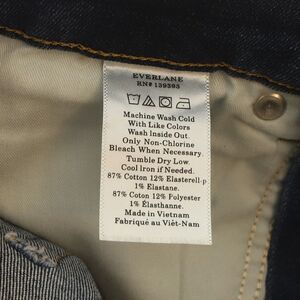 EVERLANE
RN# 139303
Machine Wash Cold
With Like Colors
Wash Inside Out.
Only Non-Chlorine
Bleach When Necessary.
Tumble Dry Low.
Cool Iron if Needed.
87% Cotton 12% Elasterell-p
1% Elastane.
87% Coton 12% Polyester
1% Élasthanne.
Made in Vietnam
Fabriqué au Viêt-Nam